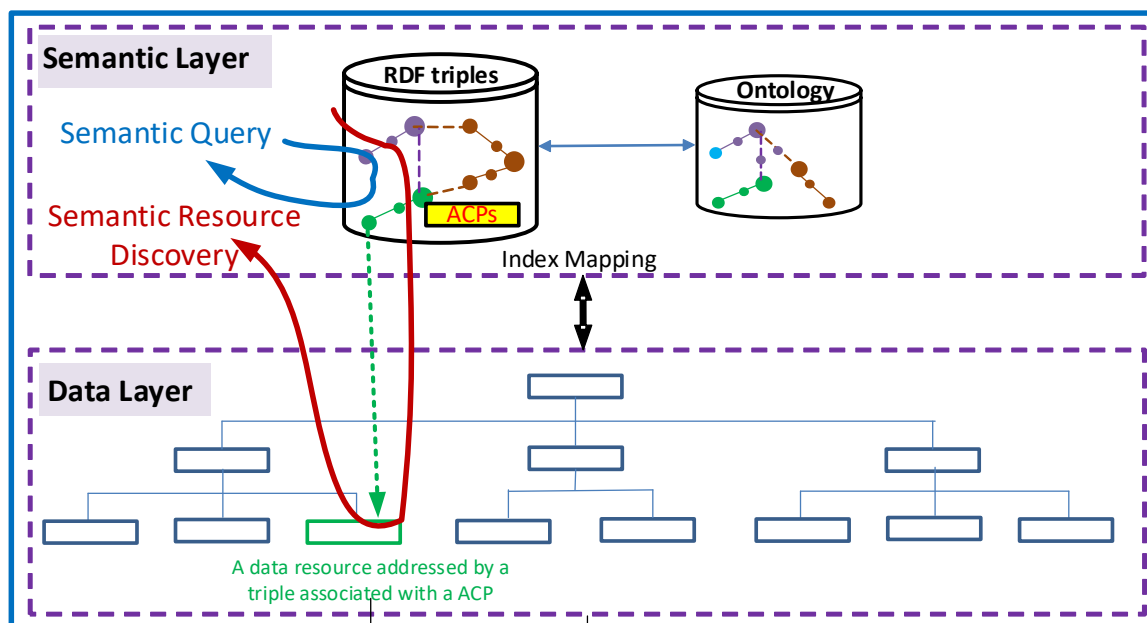 Semantic Layer
RDF triples
Ontology
Semantic Query
Semantic Resource
Discovery
ACPs
Index Mapping
Data Layer
A data resource addressed by a
triple associated with a ACP